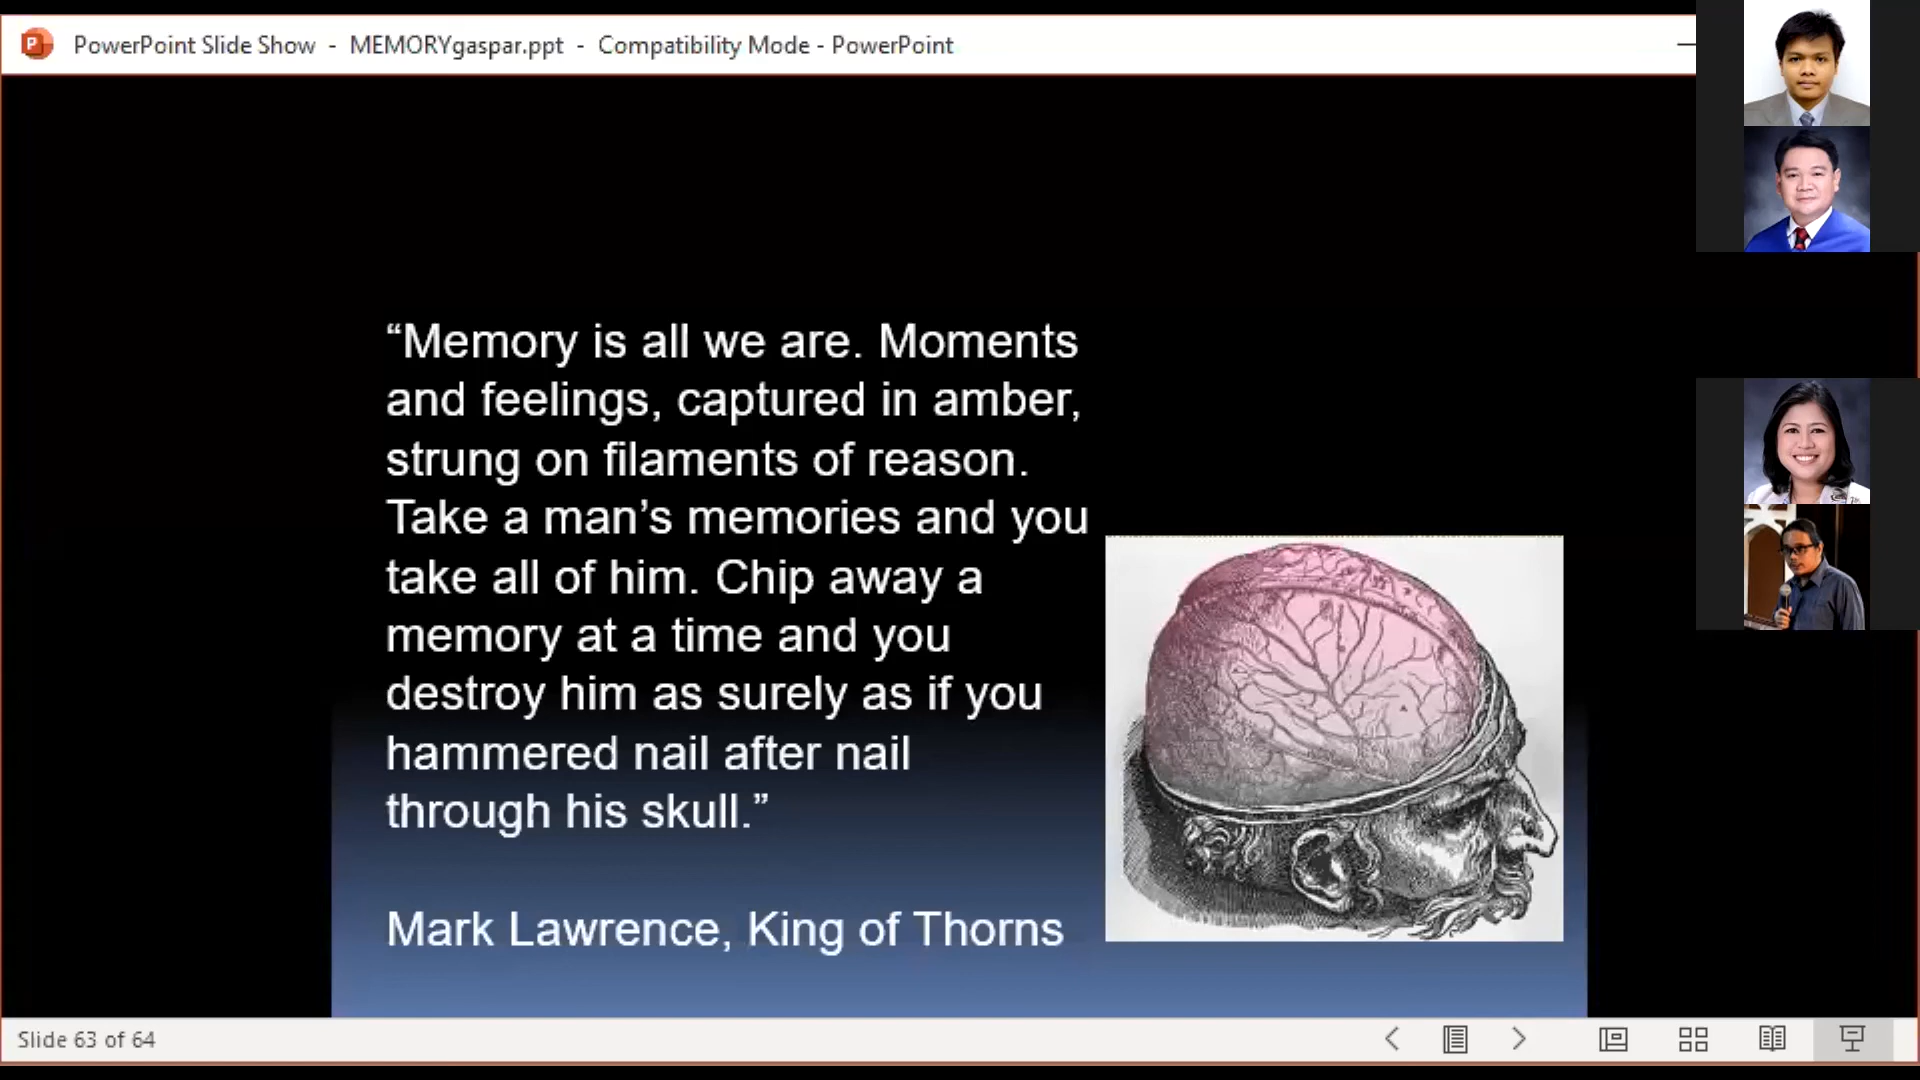 PowerPoint Slide Show - MEMORYgaspar.ppt - Compatibility Mode - PowerPoint
“Memory is all we are. Moments
and feelings, captured in amber,
strung on filaments of reason.
Take a man’s memories and you
take all of him. Chip away a
memory at a time and you
destroy him as surely as if you
hammered nail after nail
through his skull.”
Mark Lawrence, King of Thorns
Slide 63 of 64